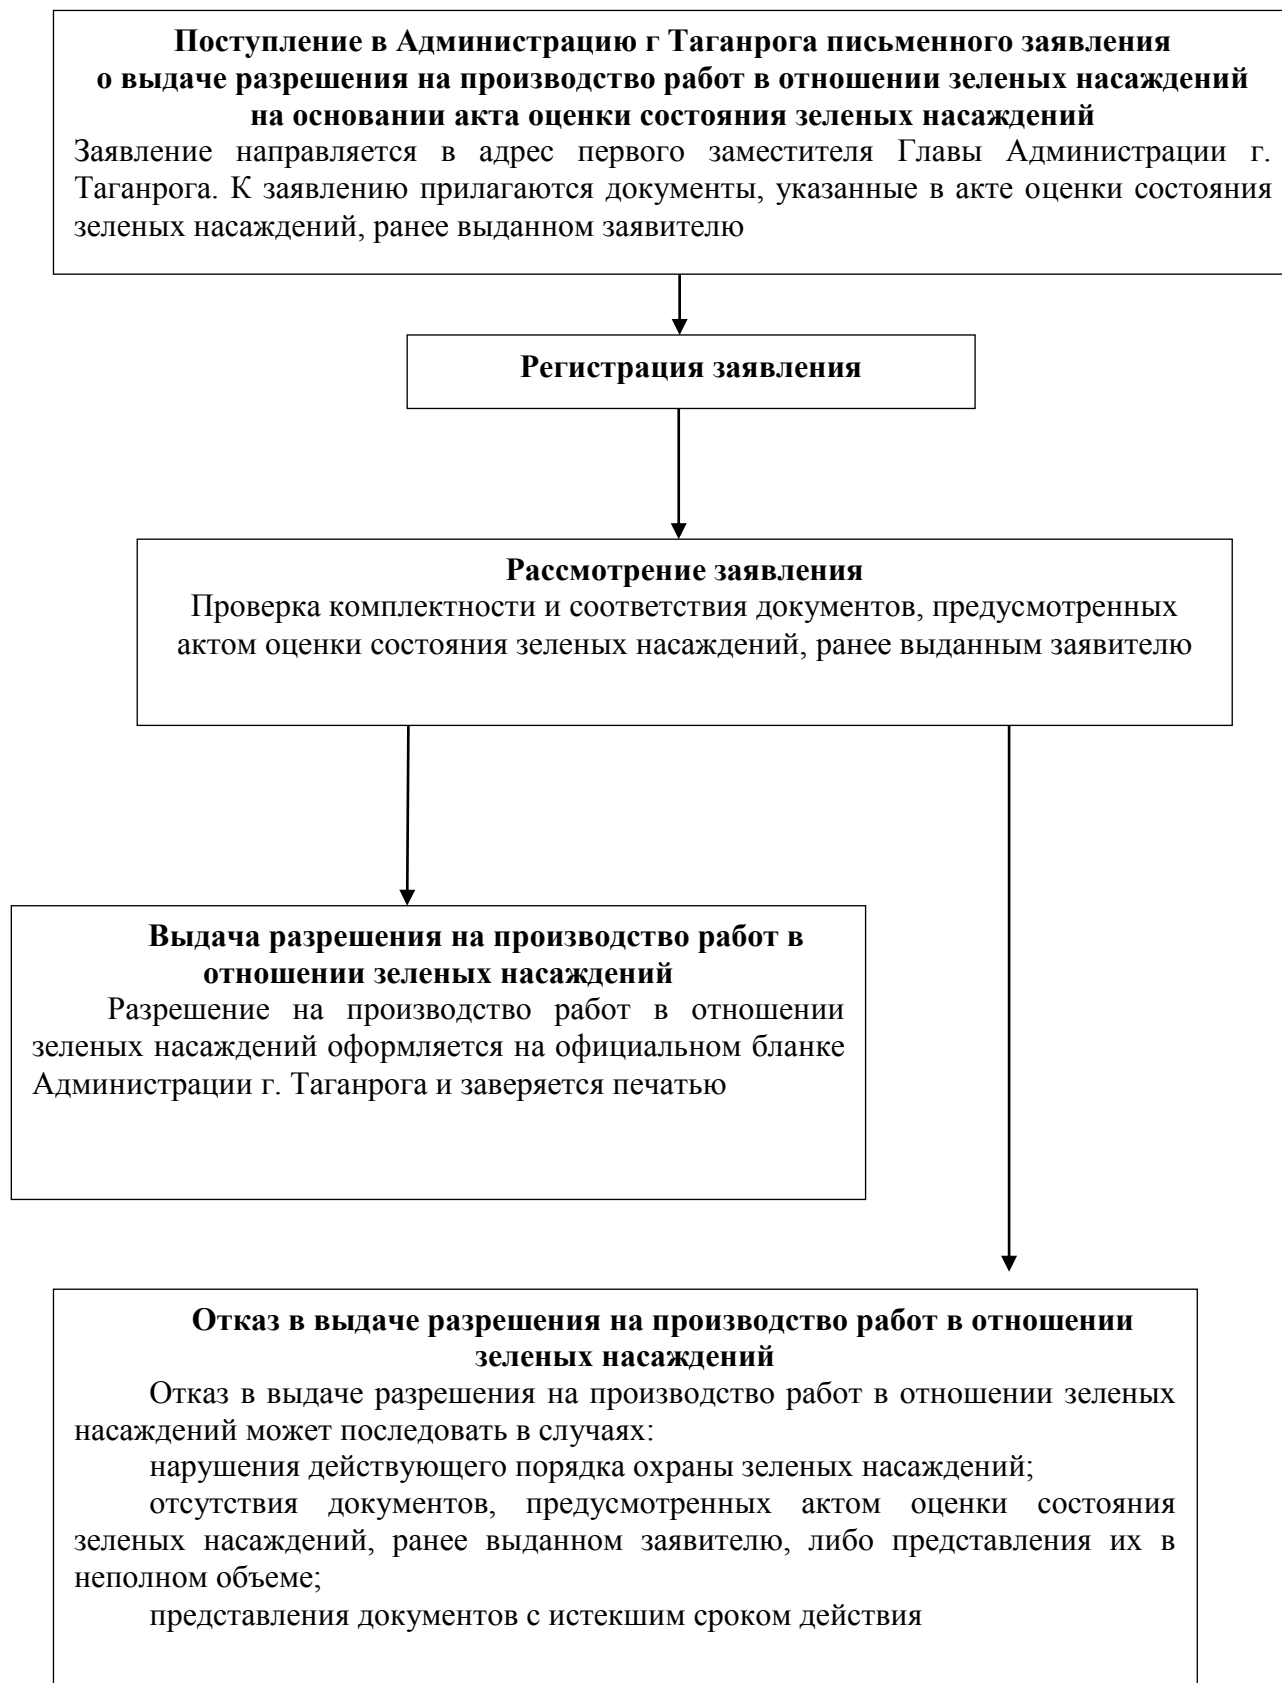 Поступление в Администрацию г Таганрога письменного заявления
о выдаче разрешения на производство работ в отношении зеленых насаждений
на основании акта оценки состояния зеленых насаждений
Заявление направляется в адрес первого заместителя Главы Администрации г.
Таганрога. К заявлению прилагаются документы, указанные в акте оценки состояния
зеленых насаждений, ранее выданном заявителю
Регистрация заявления
Рассмотрение заявления
Проверка комплектности и соответствия документов, предусмотренных
актом оценки состояния зеленых насаждений, ранее выданным заявителю
Выдача разрешения на производство работ в
отношении зеленых насаждений
Разрешение на производство работ в отношении
зеленых насаждений оформляется на официальном бланке
Администрации г. Таганрога и заверяется печатью
Отказ в выдаче разрешения на производство работ в отношении
зеленых насаждений
Отказ в выдаче разрешения на производство работ в отношении зеленых
насаждений может последовать в случаях:
нарушения действующего порядка охраны зеленых насаждений;
отсутствия документов, предусмотренных актом оценки состояния
зеленых насаждений, ранее выданном заявителю, либо представления их в
неполном объеме;
представления документов с истекшим сроком действия